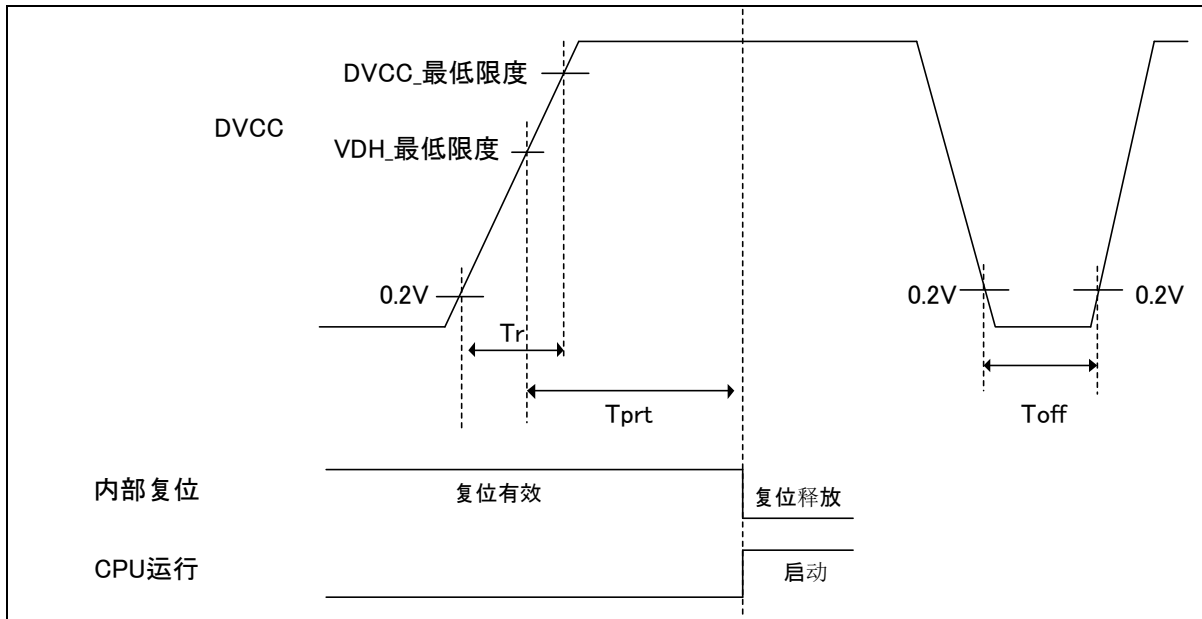 DVCC_最低限度
DVCC
VDH_最低限度
0.2V
0.2V
0.2V
Tr
Tprt
Toff
内部复位
复位有效
复位释放
CPU运行
启动